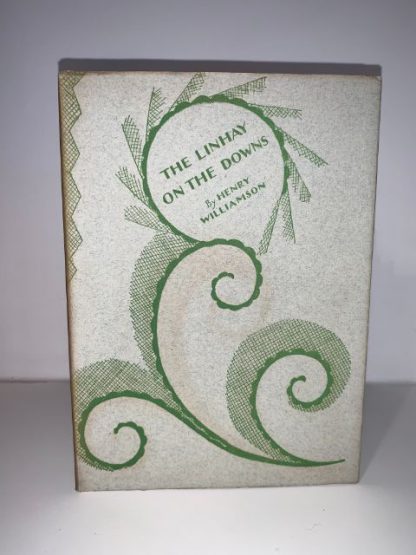 THE LINHAY
ON THE DOWNS
By HENRY
WILLIAMSON